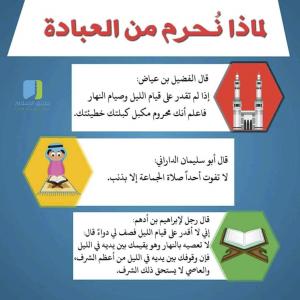 لماذا نُحرم من العبادة
قال الفضيل بن عياض:
إذا لم تقدر على قيام الليل وصيام النهار
فاعلم أنك محروم مكبل كبلتك خطيئتك.
قال أبو سليمان الداراني:
لا تفوت أحداً صلاة الجماعة إلا بذنب.
قال رجل لإبراهيم بن أدهم:
إني لا أقدر على قيام الليل فصف لي دواءً قال:
لا تعصيه بالنهار وهو يقيمك بين يديه في الليل
فإن وقوفك بين يديه في الليل من أعظم الشرف،
والعاصي لا يستحق ذلك الشرف.